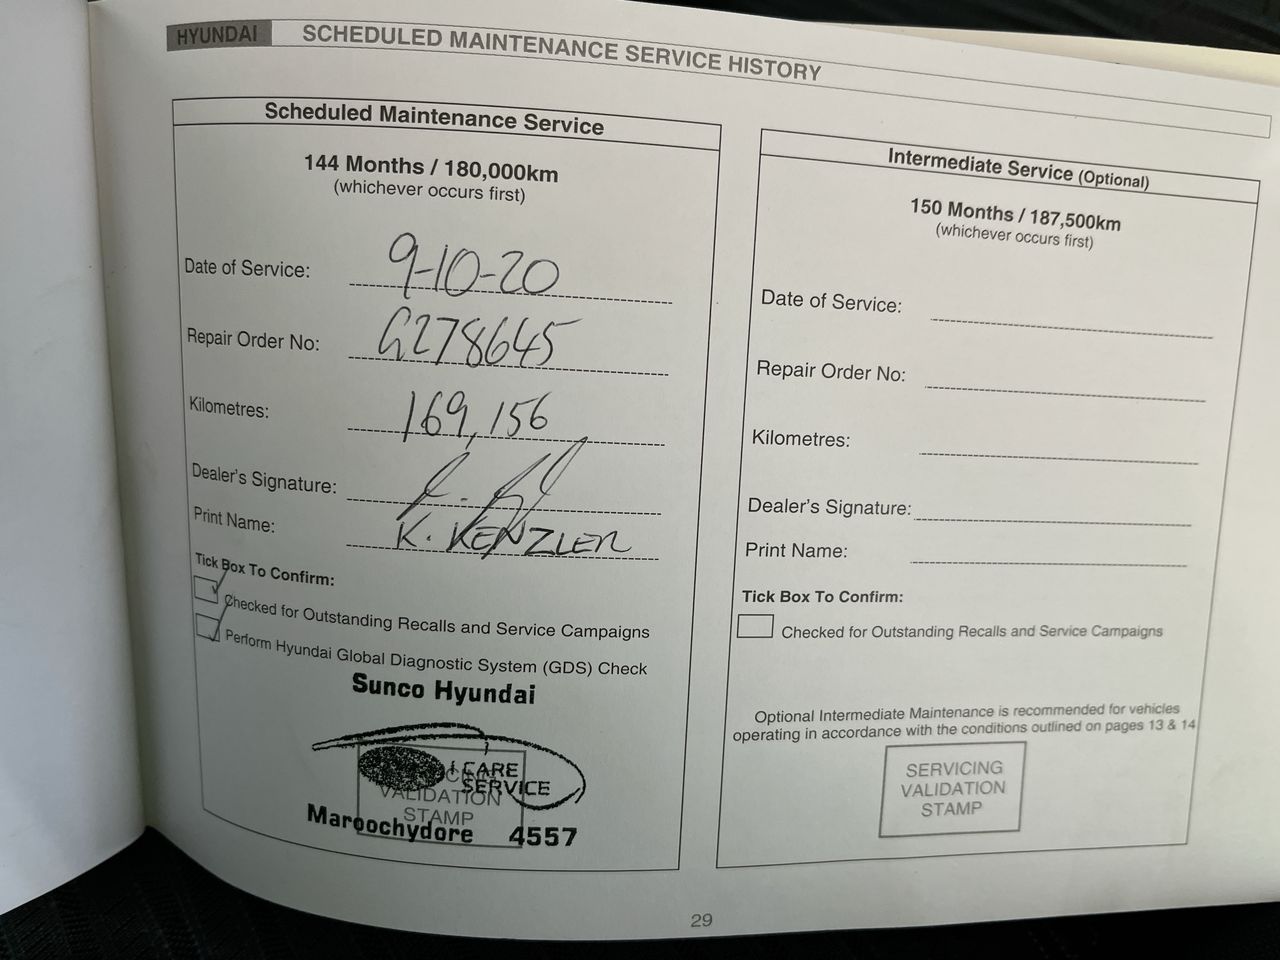 HYUNDAI
SCHEDULED MAINTENANCE SERVICE HISTORY
Scheduled Maintenance Service
144 Months / 180,000km
(whichever occurs first)
Date of Service: 9-10-20
Repair Order No: G278645
Kilometres: 169,156
Dealer's Signature:
Print Name: K. KENZLER
Tick Box To Confirm:
Checked for Outstanding Recalls and Service Campaigns
Perform Hyundai Global Diagnostic System (GDS) Check
Sunco Hyundai
i CARE
SERVICE
VALIDATION
STAMP
Maroochydore 4557
Intermediate Service (Optional)
150 Months / 187,500km
(whichever occurs first)
Date of Service:
Repair Order No:
Kilometres:
Dealer's Signature:
Print Name:
Tick Box To Confirm:
Checked for Outstanding Recalls and Service Campaigns
Optional Intermediate Maintenance is recommended for vehicles
operating in accordance with the conditions outlined on pages 13 & 14
SERVICING
VALIDATION
STAMP
29